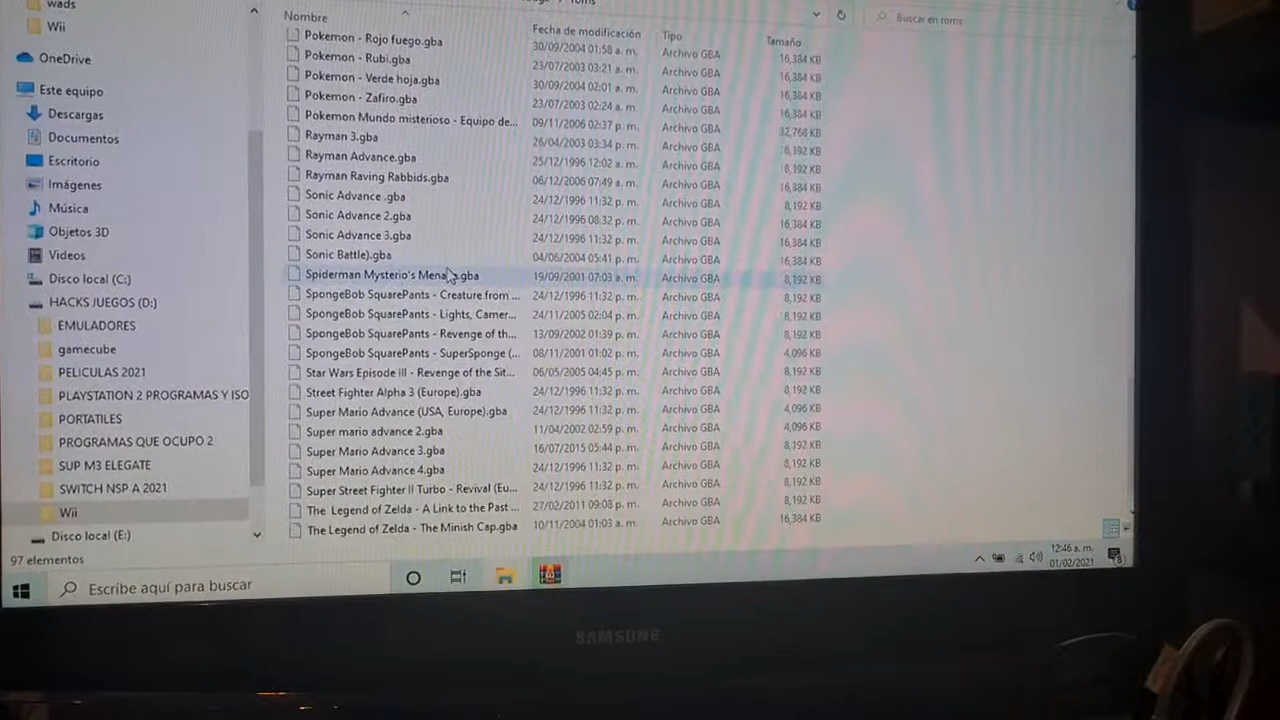 wads
Wii
OneDrive
Este equipo
Descargas
Documentos
Escritorio
Imágenes
Música
Objetos 3D
Videos
Disco local (C:)
HACKS JUEGOS (D:)
EMULADORES
gamecube
PELICULAS 2021
PLAYSTATION 2 PROGRAMAS Y ISO
PORTATILES
PROGRAMAS QUE OCUPO 2
SUP M3 ELEGATE
SWITCH NSP A 2021
Wii
Disco local (E:)
97 elementos
roms
Buscar en roms
Nombre Fecha de modificación Tipo Tamaño
Pokemon - Rojo fuego.gba 30/09/2004 01:58 a. m. Archivo GBA 16,384 KB
Pokemon - Rubi.gba 23/07/2003 03:21 a. m. Archivo GBA 16,384 KB
Pokemon - Verde hoja.gba 30/09/2004 02:01 a. m. Archivo GBA 16,384 KB
Pokemon - Zafiro.gba 23/07/2003 02:24 a. m. Archivo GBA 16,384 KB
Pokemon Mundo misterioso - Equipo de... 09/11/2006 02:37 p. m. Archivo GBA 32,768 KB
Rayman 3.gba 26/04/2003 03:34 p. m. Archivo GBA 16,192 KB
Rayman Advance.gba 25/12/1996 12:02 a. m. Archivo GBA 8,192 KB
Rayman Raving Rabbids.gba 06/12/2006 07:49 a. m. Archivo GBA 16,384 KB
Sonic Advance .gba 24/12/1996 11:32 p. m. Archivo GBA 8,192 KB
Sonic Advance 2.gba 24/12/1996 08:32 p. m. Archivo GBA 16,384 KB
Sonic Advance 3.gba 24/12/1996 11:32 p. m. Archivo GBA 16,384 KB
Sonic Battle).gba 04/06/2004 05:41 p. m. Archivo GBA 16,384 KB
Spiderman Mysterio's Mena .gba 19/09/2001 07:03 a. m. Archivo GBA 8,192 KB
SpongeBob SquarePants - Creature from ... 24/12/1996 11:32 p. m. Archivo GBA 8,192 KB
SpongeBob SquarePants - Lights, Camer... 24/11/2005 02:04 p. m. Archivo GBA 8,192 KB
SpongeBob SquarePants - Revenge of th... 13/09/2002 01:39 p. m. Archivo GBA 8,192 KB
SpongeBob SquarePants - SuperSponge (... 08/11/2001 01:02 p. m. Archivo GBA 4,096 KB
Star Wars Episode III - Revenge of the Sit... 06/05/2005 04:45 p. m. Archivo GBA 8,192 KB
Street Fighter Alpha 3 (Europe).gba 24/12/1996 11:32 p. m. Archivo GBA 8,192 KB
Super Mario Advance (USA, Europe).gba 24/12/1996 11:32 p. m. Archivo GBA 4,096 KB
Super mario advance 2.gba 11/04/2002 02:59 p. m. Archivo GBA 4,096 KB
Super Mario Advance 3.gba 16/07/2015 05:44 p. m. Archivo GBA 8,192 KB
Super Mario Advance 4.gba 24/12/1996 11:32 p. m. Archivo GBA 8,192 KB
Super Street Fighter II Turbo - Revival (Eu... 24/12/1996 11:32 p. m. Archivo GBA 8,192 KB
The Legend of Zelda - A Link to the Past ... 27/02/2011 09:08 p. m. Archivo GBA 8,192 KB
The Legend of Zelda - The Minish Cap.gba 10/11/2004 01:03 a. m. Archivo GBA 16,384 KB
Escribe aquí para buscar
12:46 a. m.
01/02/2021
SAMSUNG